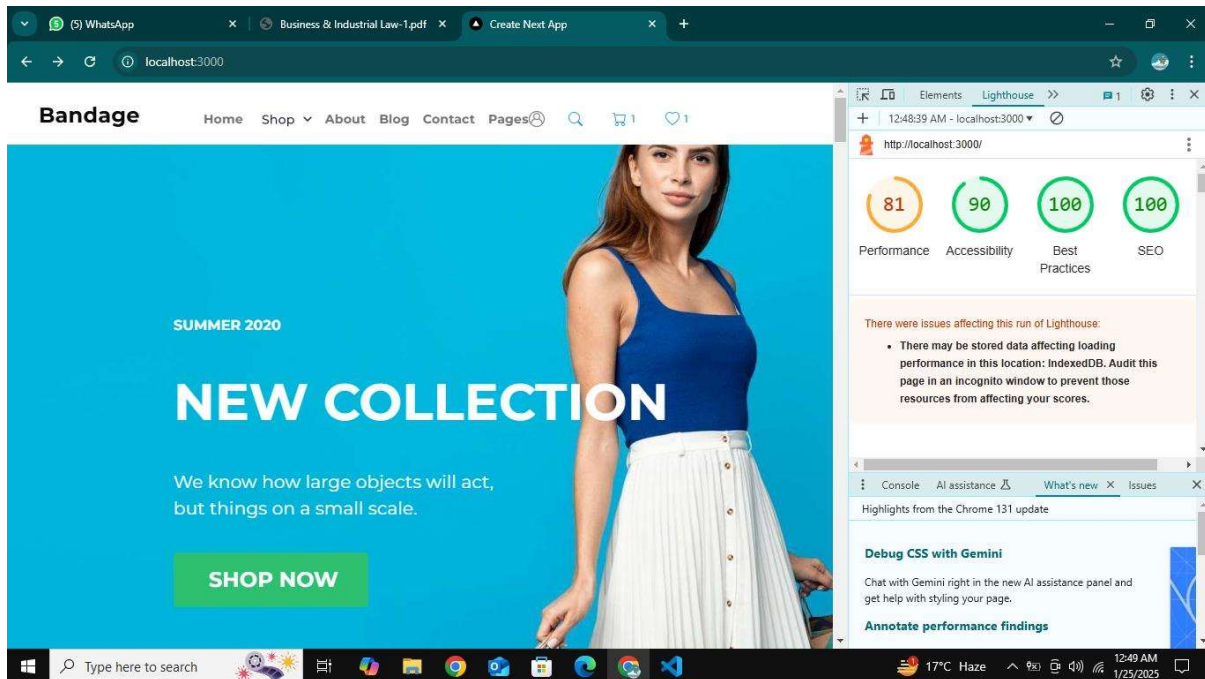 (5) WhatsApp
Business & Industrial Law-1.pdf
Create Next App
localhost:3000
Bandage
Home Shop About Blog Contact Pages 1 1
SUMMER 2020
NEW COLLECTION
We know how large objects will act,
but things on a small scale.
SHOP NOW
Elements Lighthouse 1
12:48:39 AM - localhost:3000
http://localhost:3000/
81 90 100 100
Performance Accessibility Best SEO
Practices
There were issues affecting this run of Lighthouse:
There may be stored data affecting loading
performance in this location: IndexedDB. Audit this
page in an incognito window to prevent those
resources from affecting your scores.
Console AI assistance What's new Issues
Highlights from the Chrome 131 update
Debug CSS with Gemini
Chat with Gemini right in the new AI assistance panel and
get help with styling your page.
Annotate performance findings
Type here to search
17°C Haze
12:49 AM
1/25/2025